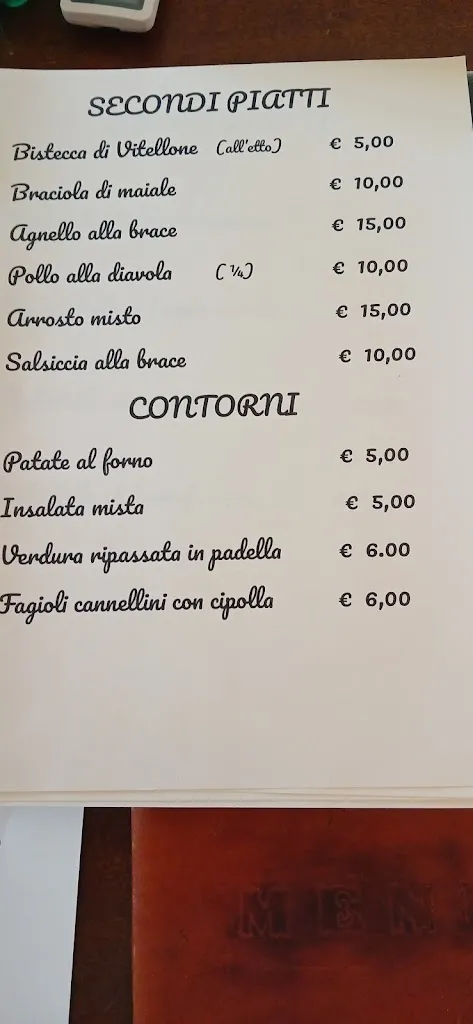 SECONDI PIATTI
Bistecca di Vitellone (all'etto) € 5,00
Braciola di maiale € 10,00
Agnello alla brace € 15,00
Pollo alla diavola ( ¼) € 10,00
Arrosto misto € 15,00
Salsiccia alla brace € 10,00
CONTORNI
Patate al forno € 5,00
Insalata mista € 5,00
Verdura ripassata in padella € 6.00
Fagioli cannellini con cipolla € 6,00
MEN